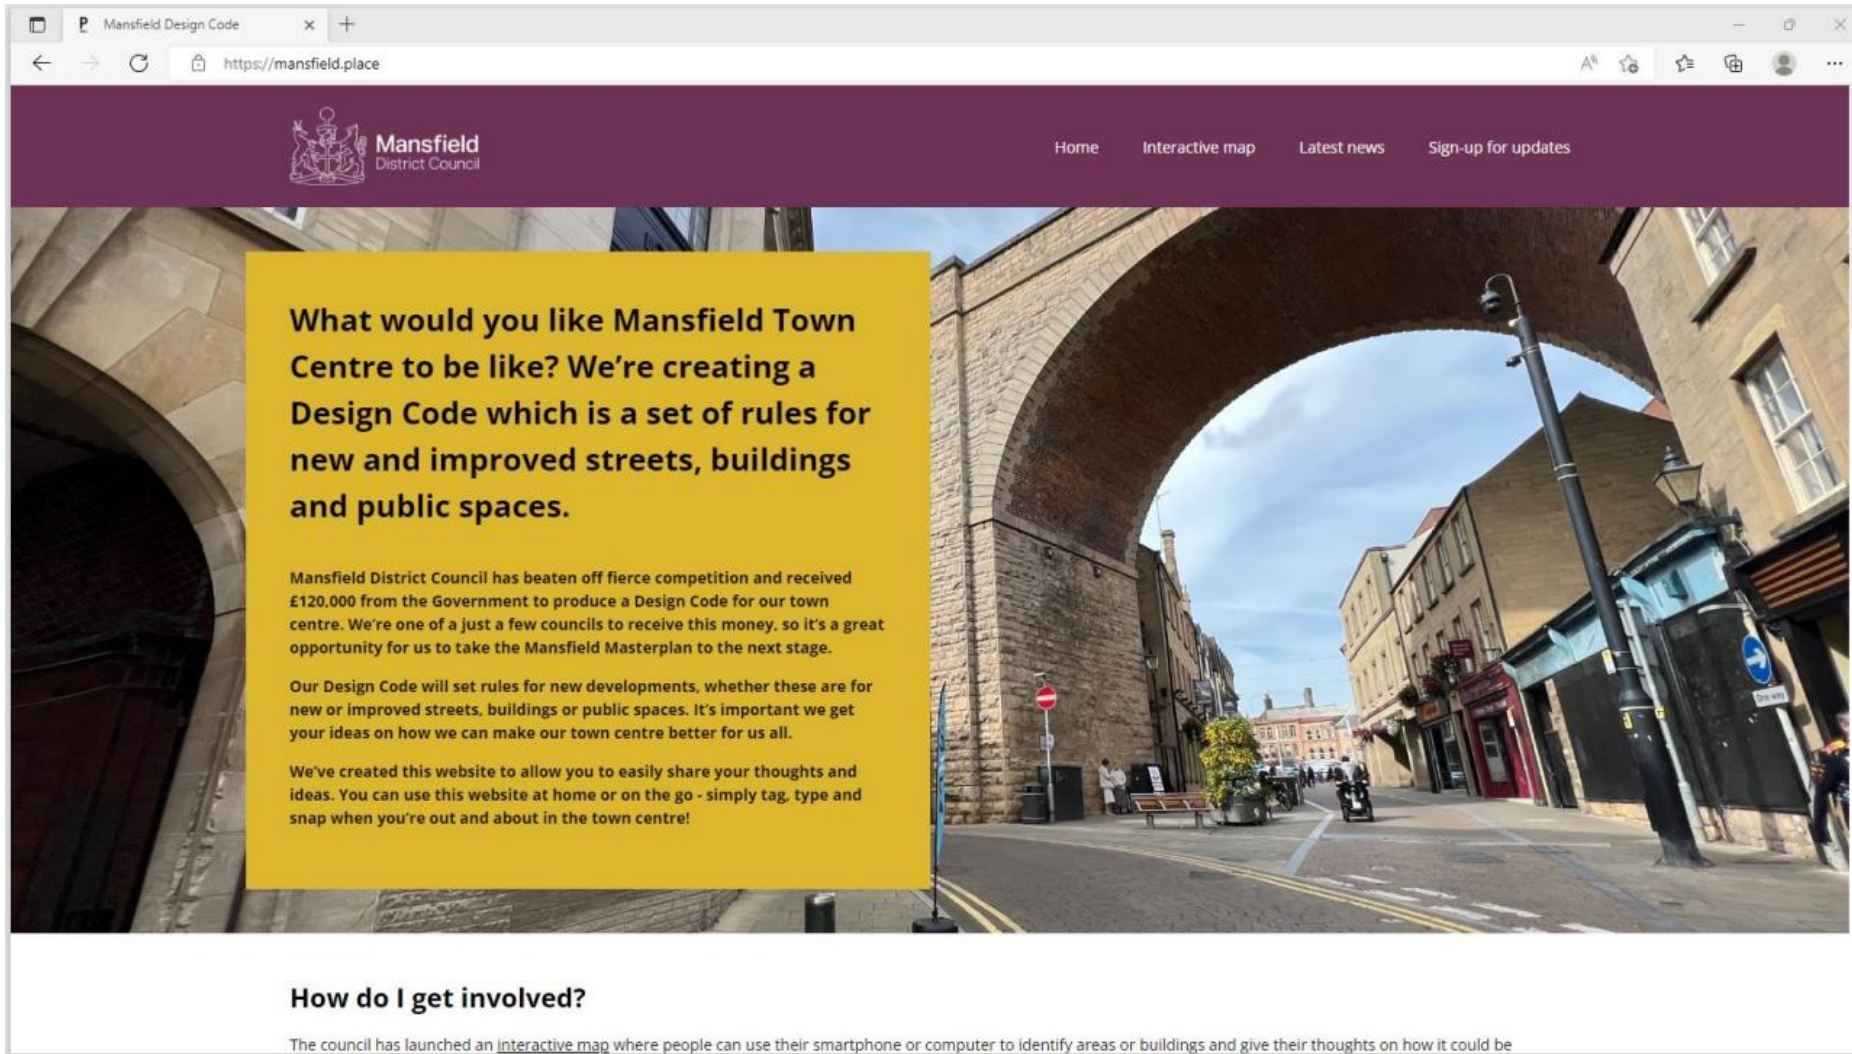 Mansfield Design Code
https://mansfield.place
Mansfield
District Council
Home
Interactive map
Latest news
Sign-up for updates
What would you like Mansfield Town
Centre to be like? We’re creating a
Design Code which is a set of rules for
new and improved streets, buildings
and public spaces.
Mansfield District Council has beaten off fierce competition and received
£120,000 from the Government to produce a Design Code for our town
centre. We’re one of a just a few councils to receive this money, so it’s a great
opportunity for us to take the Mansfield Masterplan to the next stage.
Our Design Code will set rules for new developments, whether these are for
new or improved streets, buildings or public spaces. It’s important we get
your ideas on how we can make our town centre better for us all.
We’ve created this website to allow you to easily share your thoughts and
ideas. You can use this website at home or on the go - simply tag, type and
snap when you’re out and about in the town centre!
One way
How do I get involved?
The council has launched an interactive map where people can use their smartphone or computer to identify areas or buildings and give their thoughts on how it could be